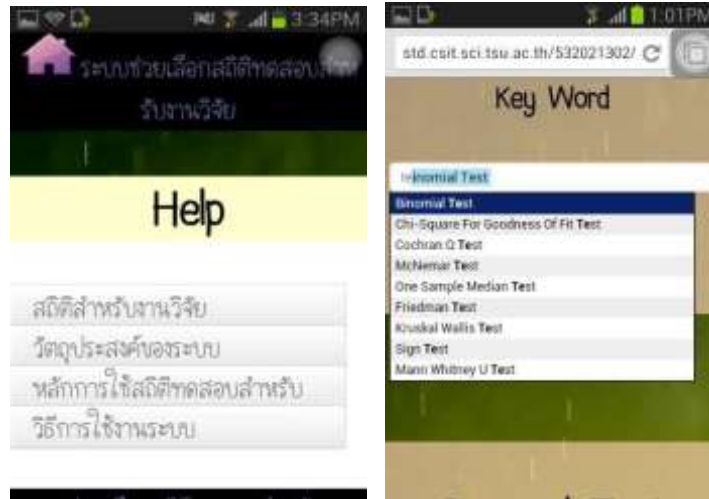 3:34PM
ระบบช่วยเลือกสถิติทดสอบสำห
รับงานวิจัย
Help
สถิติสำหรับงานวิจัย
วัตถุประสงค์ของระบบ
หลักการใช้สถิติทดสอบสำหรับ
วิธีการใช้งานระบบ
1:01PM
std.csit.sci.tsu.ac.th/532021302/
Key Word
inomial Test
Binomial Test
Chi-Square For Goodness Of Fit Test
Cochran Q Test
McNemar Test
One Sample Median Test
Friedman Test
Kruskal Wallis Test
Sign Test
Mann Whitney U Test